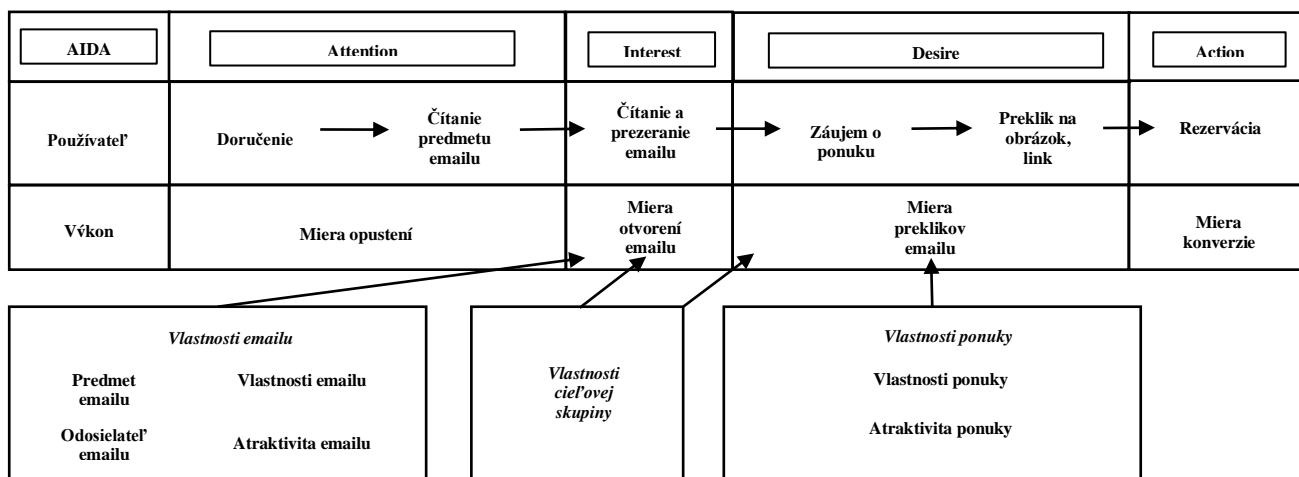 AIDA
Attention
Interest
Desire
Action
Používateľ
Doručenie
Čítanie
predmetu
emailu
Čítanie a
prezeranie
emailu
Záujem o
ponuku
Preklik na
obrázok,
link
Rezervácia
Výkon
Miera opustení
Miera
otvorení
emailu
Miera
preklikov
emailu
Miera
konverzie
Vlastnosti emailu
Predmet
emailu
Vlastnosti emailu
Odosielateľ
emailu
Atraktivita emailu
Vlastnosti
cieľovej
skupiny
Vlastnosti ponuky
Vlastnosti ponuky
Atraktivita ponuky